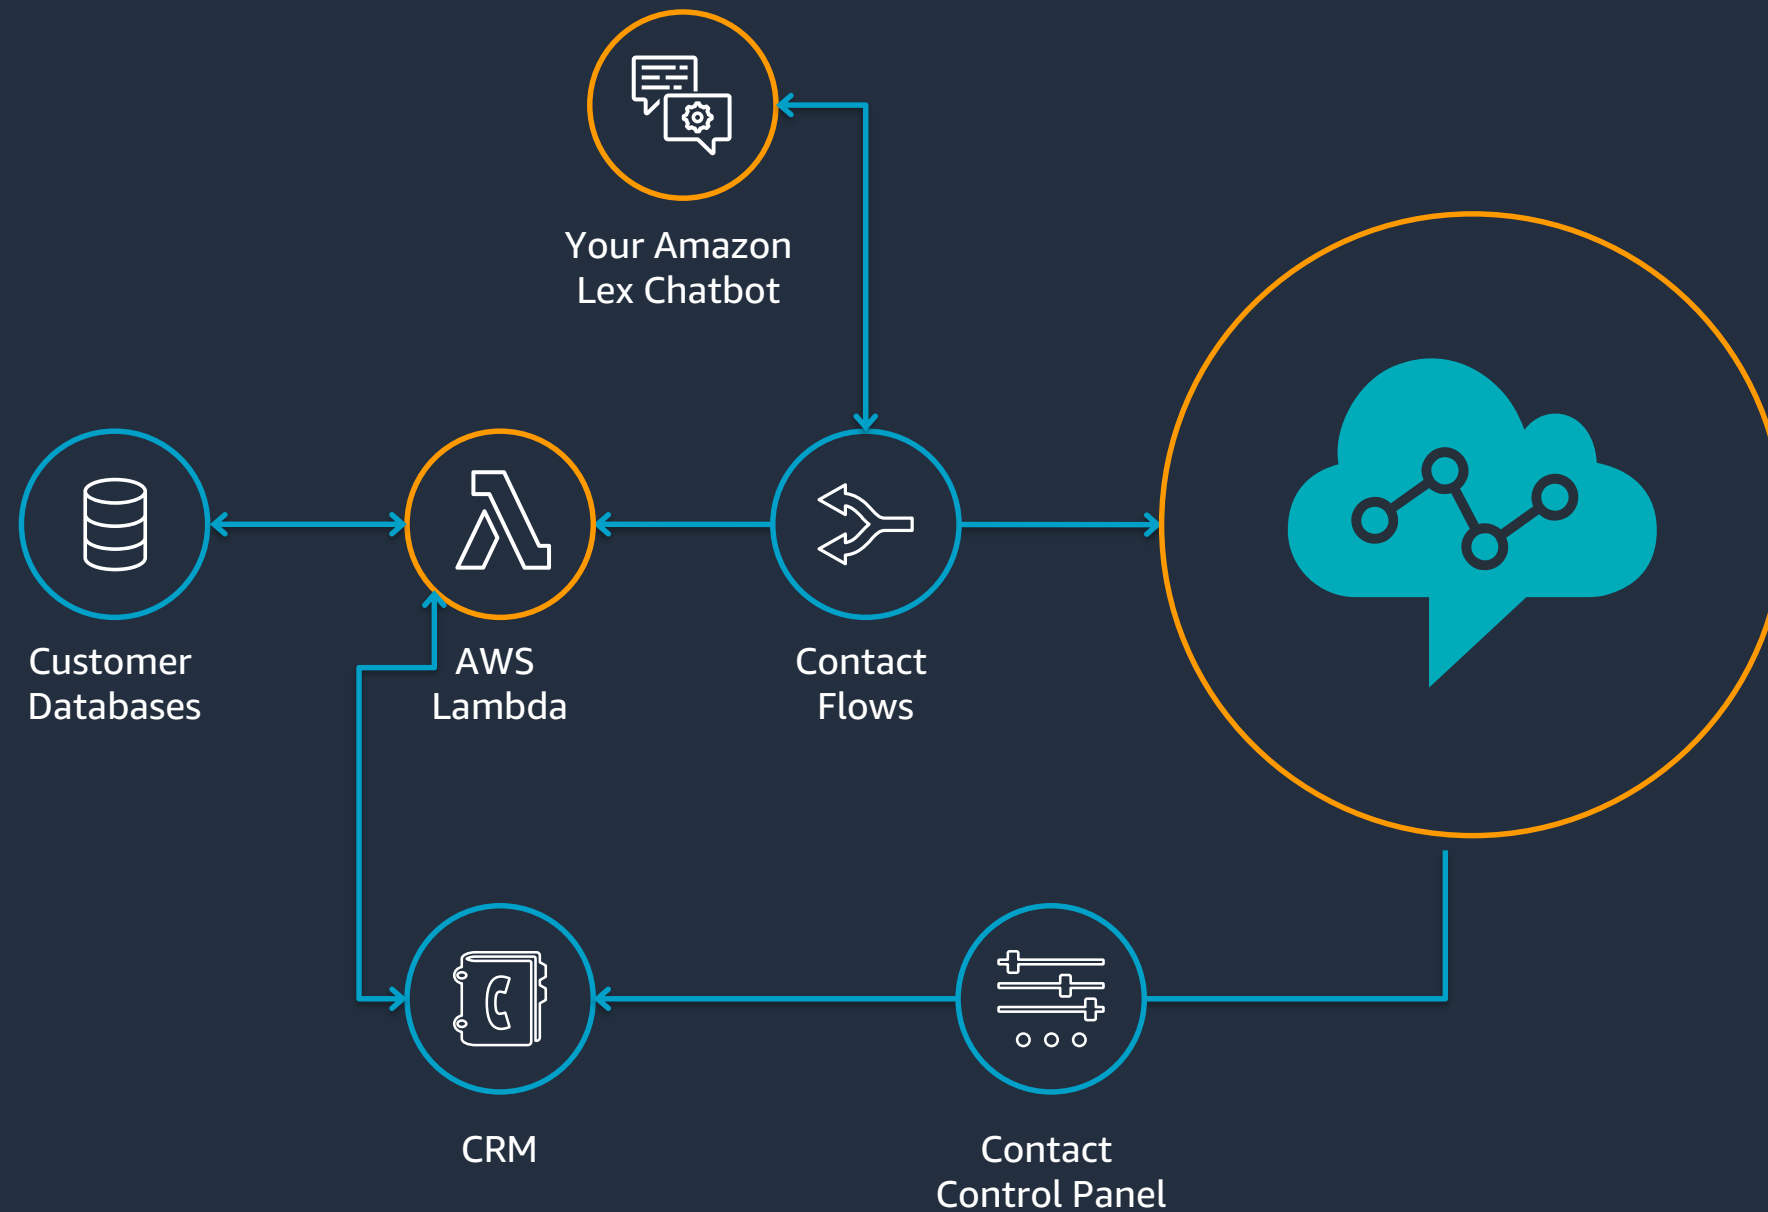 Your Amazon
Lex Chatbot
Customer
Databases
AWS
Lambda
Contact
Flows
CRM
Contact
Control Panel